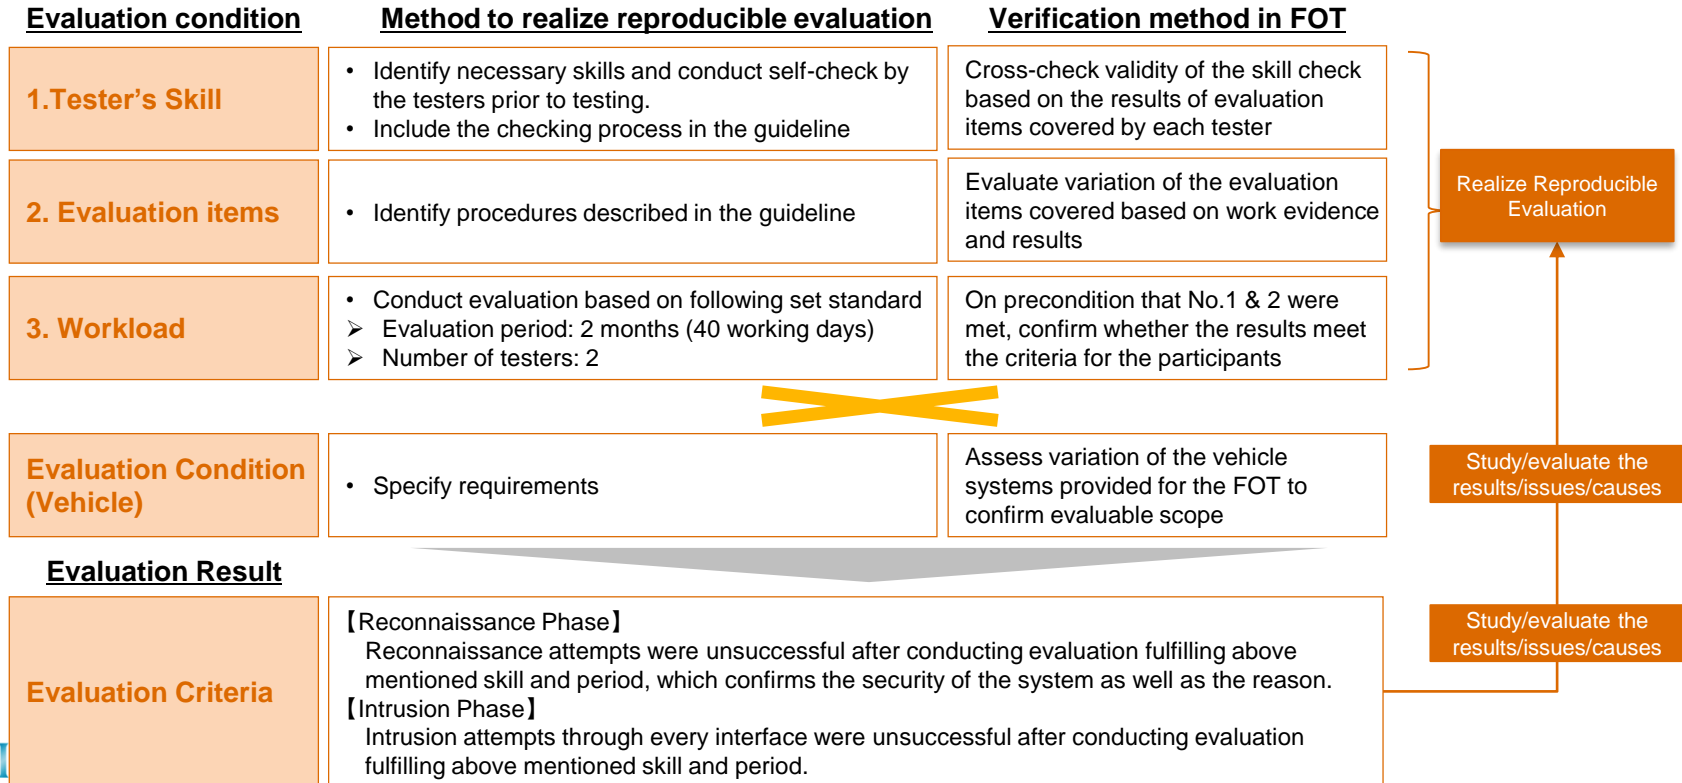 Evaluation condition
Method to realize reproducible evaluation
Verification method in FOT
1.Tester's Skill
• Identify necessary skills and conduct self-check by
the testers prior to testing.
• Include the checking process in the guideline
Cross-check validity of the skill check
based on the results of evaluation
items covered by each tester
2. Evaluation items
• Identify procedures described in the guideline
Evaluate variation of the evaluation
items covered based on work evidence
and results
3. Workload
• Conduct evaluation based on following set standard
➢ Evaluation period: 2 months (40 working days)
➢ Number of testers: 2
On precondition that No.1 & 2 were
met, confirm whether the results meet
the criteria for the participants
Realize Reproducible
Evaluation
Evaluation Condition
(Vehicle)
• Specify requirements
Assess variation of the vehicle
systems provided for the FOT to
confirm evaluable scope
Study/evaluate the
results/issues/causes
Evaluation Result
Evaluation Criteria
【Reconnaissance Phase】
Reconnaissance attempts were unsuccessful after conducting evaluation fulfilling above
mentioned skill and period, which confirms the security of the system as well as the reason.
【Intrusion Phase】
Intrusion attempts through every interface were unsuccessful after conducting evaluation
fulfilling above mentioned skill and period.
Study/evaluate the
results/issues/causes